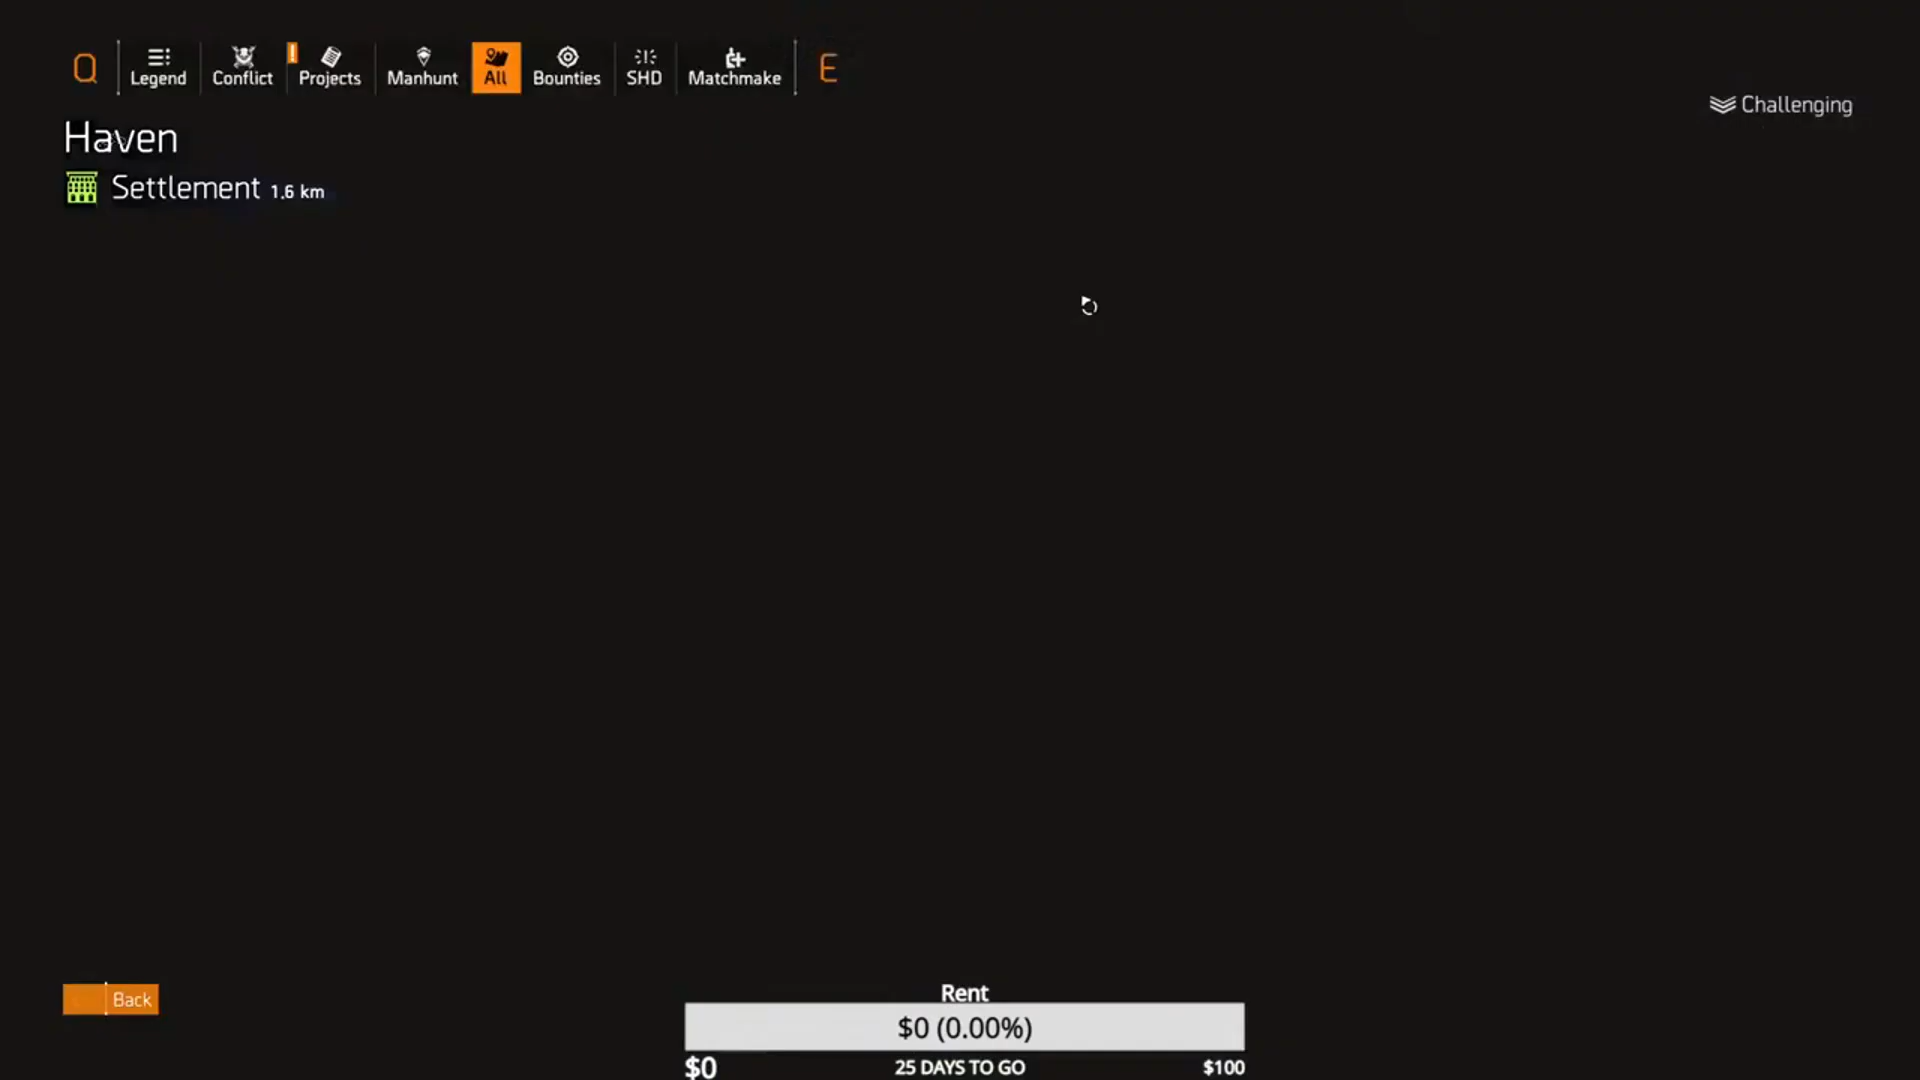 Q Legend Conflict Projects Manhunt All Bounties SHD Matchmake E
Challenging
Haven
Settlement 1.6 km
Back
Rent
$0 (0.00%)
$0 25 DAYS TO GO $100